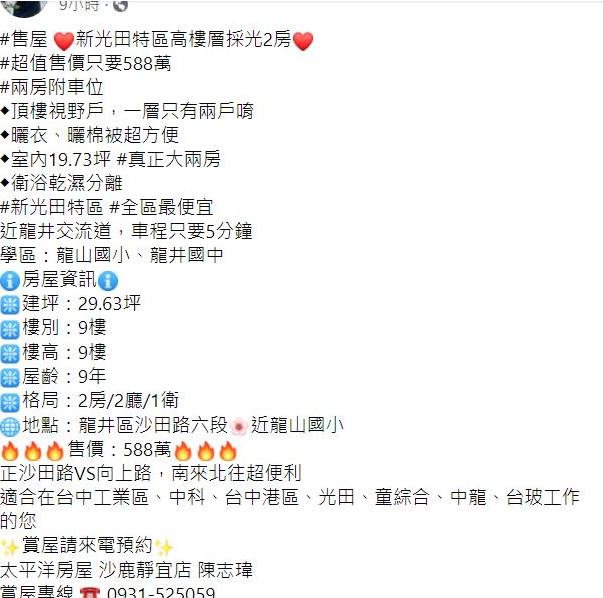 9小時 ·
#售屋 ❤️新光田特區高樓層採光2房❤️
#超值售價只要588萬
#兩房附車位
◆頂樓視野戶，一層只有兩戶唷
◆曬衣、曬棉被超方便
◆室內19.73坪 #真正大兩房
◆衛浴乾濕分離
#新光田特區 #全區最便宜
近龍井交流道，車程只要5分鐘
學區：龍山國小、龍井國中
ℹ️房屋資訊ℹ️
❇️建坪：29.63坪
❇️樓別：9樓
❇️樓高：9樓
❇️屋齡：9年
❇️格局：2房/2廳/1衛
🌐地點：龍井區沙田路六段🌸近龍山國小
🔥🔥🔥售價：588萬🔥🔥🔥
正沙田路VS向上路，南來北往超便利
適合在台中工業區、中科、台中港區、光田、童綜合、中龍、台玻工作
的您
✨賞屋請來電預約✨
太平洋房屋 沙鹿靜宜店 陳志瑋
賞屋專線 ☎️ 0931-525059